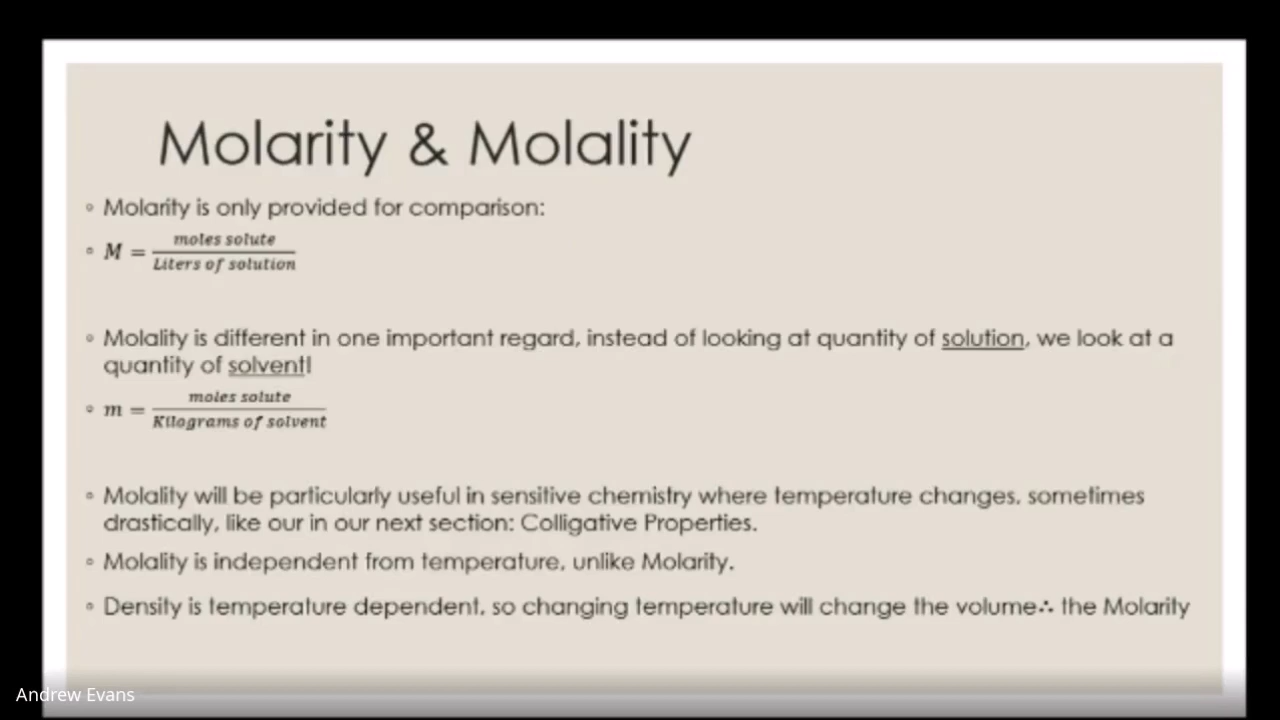 Molarity & Molality
◦ Molarity is only provided for comparison:
◦ M = moles solute / Liters of solution
◦ Molality is different in one important regard, instead of looking at quantity of solution, we look at a
quantity of solvent!
◦ m = moles solute / Kilograms of solvent
◦ Molality will be particularly useful in sensitive chemistry where temperature changes, sometimes
drastically, like our in our next section: Colligative Properties.
◦ Molality is independent from temperature, unlike Molarity.
◦ Density is temperature dependent, so changing temperature will change the volume∴ the Molarity
Andrew Evans